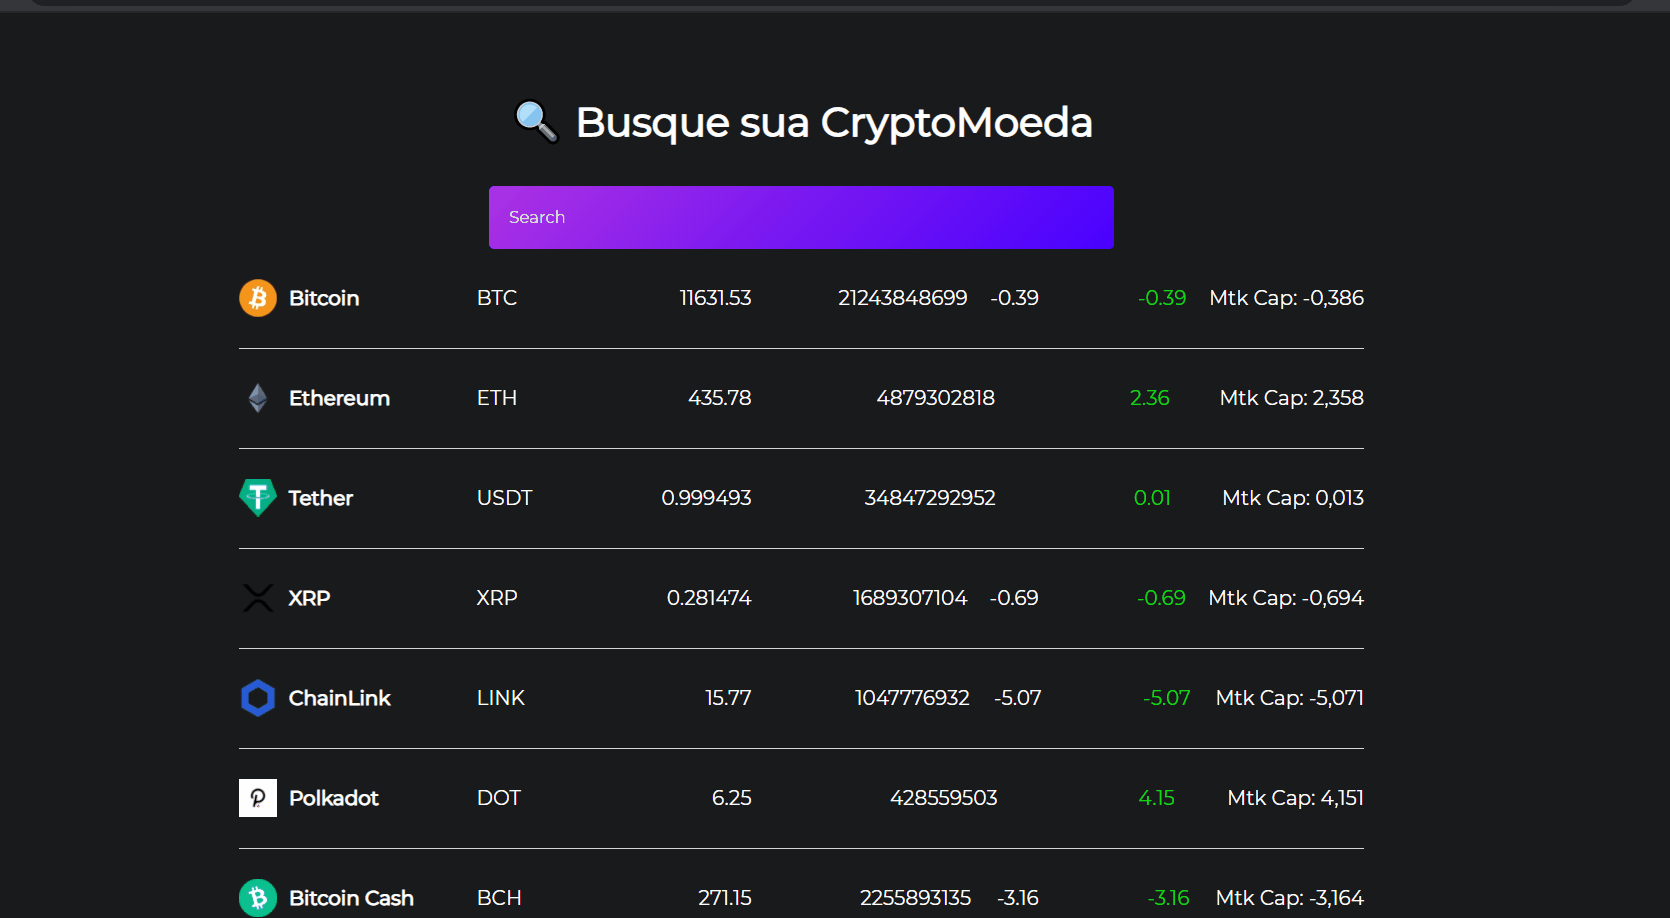 Busque sua CryptoMoeda
Search
Bitcoin BTC 11631.53 21243848699 -0.39 -0.39 Mtk Cap: -0,386
Ethereum ETH 435.78 4879302818 2.36 Mtk Cap: 2,358
Tether USDT 0.999493 34847292952 0.01 Mtk Cap: 0,013
XRP XRP 0.281474 1689307104 -0.69 -0.69 Mtk Cap: -0,694
ChainLink LINK 15.77 1047776932 -5.07 -5.07 Mtk Cap: -5,071
Polkadot DOT 6.25 428559503 4.15 Mtk Cap: 4,151
Bitcoin Cash BCH 271.15 2255893135 -3.16 -3.16 Mtk Cap: -3,164